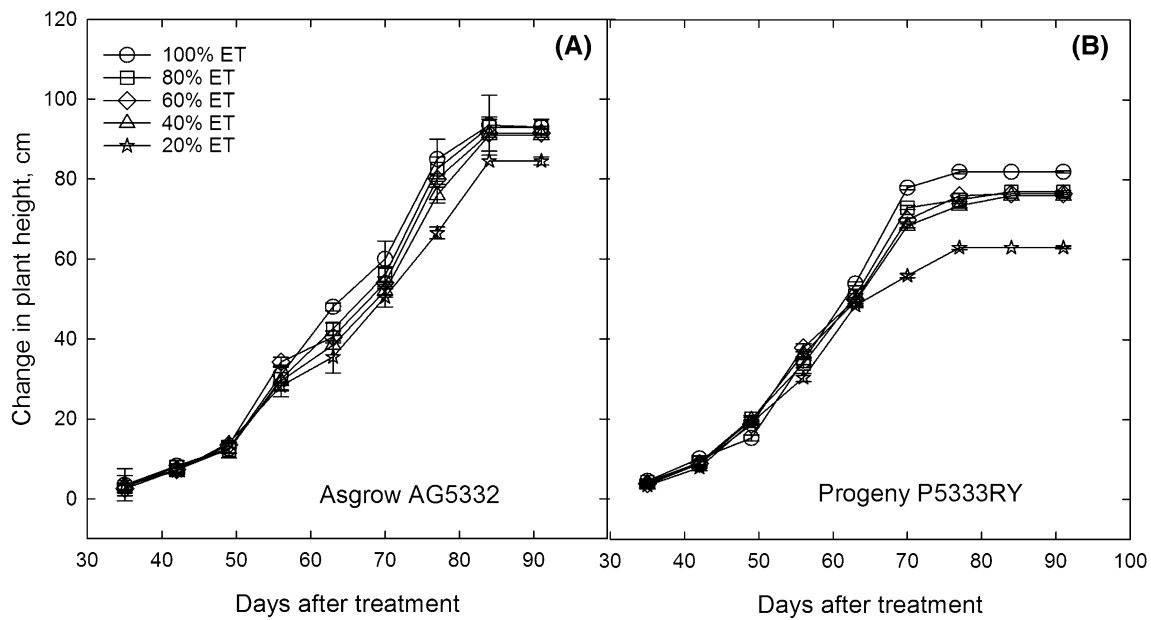 120
100
80
60
40
20
0
Change in plant height, cm
100% ET
80% ET
60% ET
40% ET
20% ET
(A)
(B)
Asgrow AG5332
Progeny P5333RY
30 40 50 60 70 80 90 30 40 50 60 70 80 90 100
Days after treatment Days after treatment